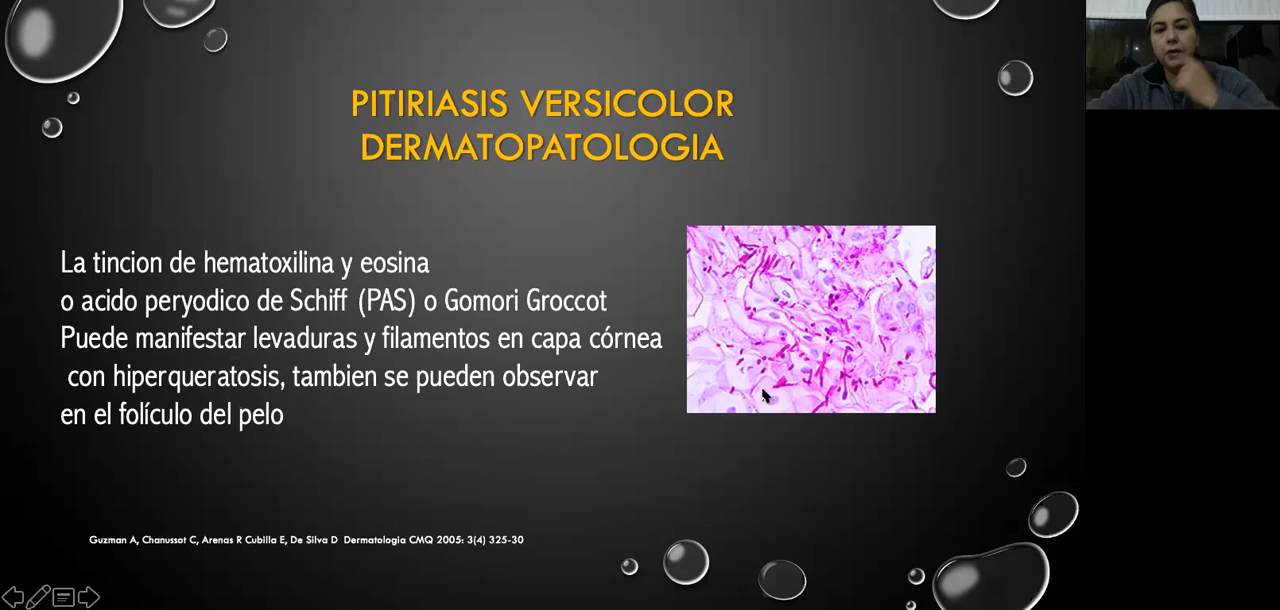 PITIRIASIS VERSICOLOR
DERMATOPATOLOGIA
La tincion de hematoxilina y eosina
o acido peryodico de Schiff (PAS) o Gomori Groccot
Puede manifestar levaduras y filamentos en capa córnea
con hiperqueratosis, tambien se pueden observar
en el folículo del pelo
Guzman A, Chanussot C, Arenas R Cubilla E, De Silva D Dermatologia CMQ 2005: 3(4) 325-30